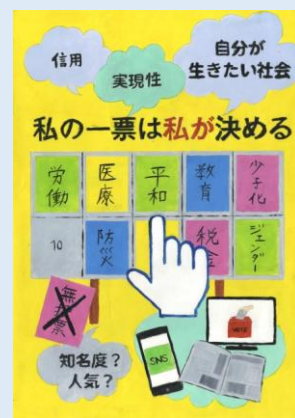 信用
実現性
自分が
生きたい社会
私の一票は私が決める
労働
医療
平和
教育
少子化
10
防災
税金
ジェンダー
無投票
知名度?
人気?
SNS
VOTE